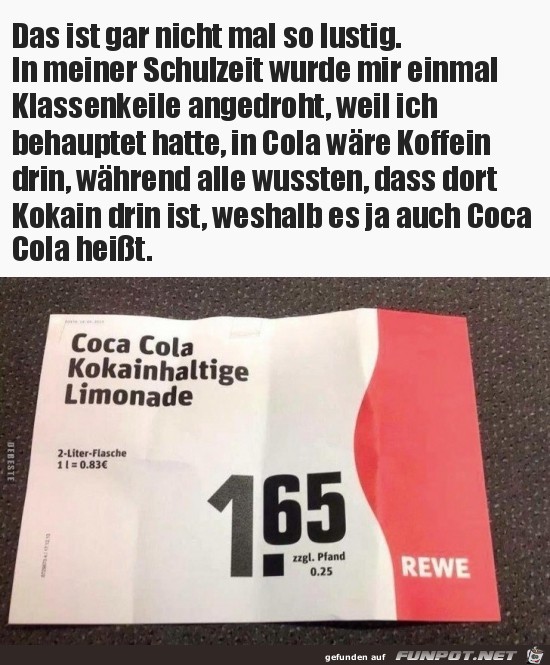 Das ist gar nicht mal so lustig.
In meiner Schulzeit wurde mir einmal
Klassenkeile angedroht, weil ich
behauptet hatte, in Cola wäre Koffein
drin, während alle wussten, dass dort
Kokain drin ist, weshalb es ja auch Coca
Cola heißt.
Coca Cola
Kokainhaltige
Limonade
2-Liter-Flasche
1 l = 0.83€
1.65
zzgl. Pfand
0.25
REWE
DEBESTE
gefunden auf FUNPOT.NET